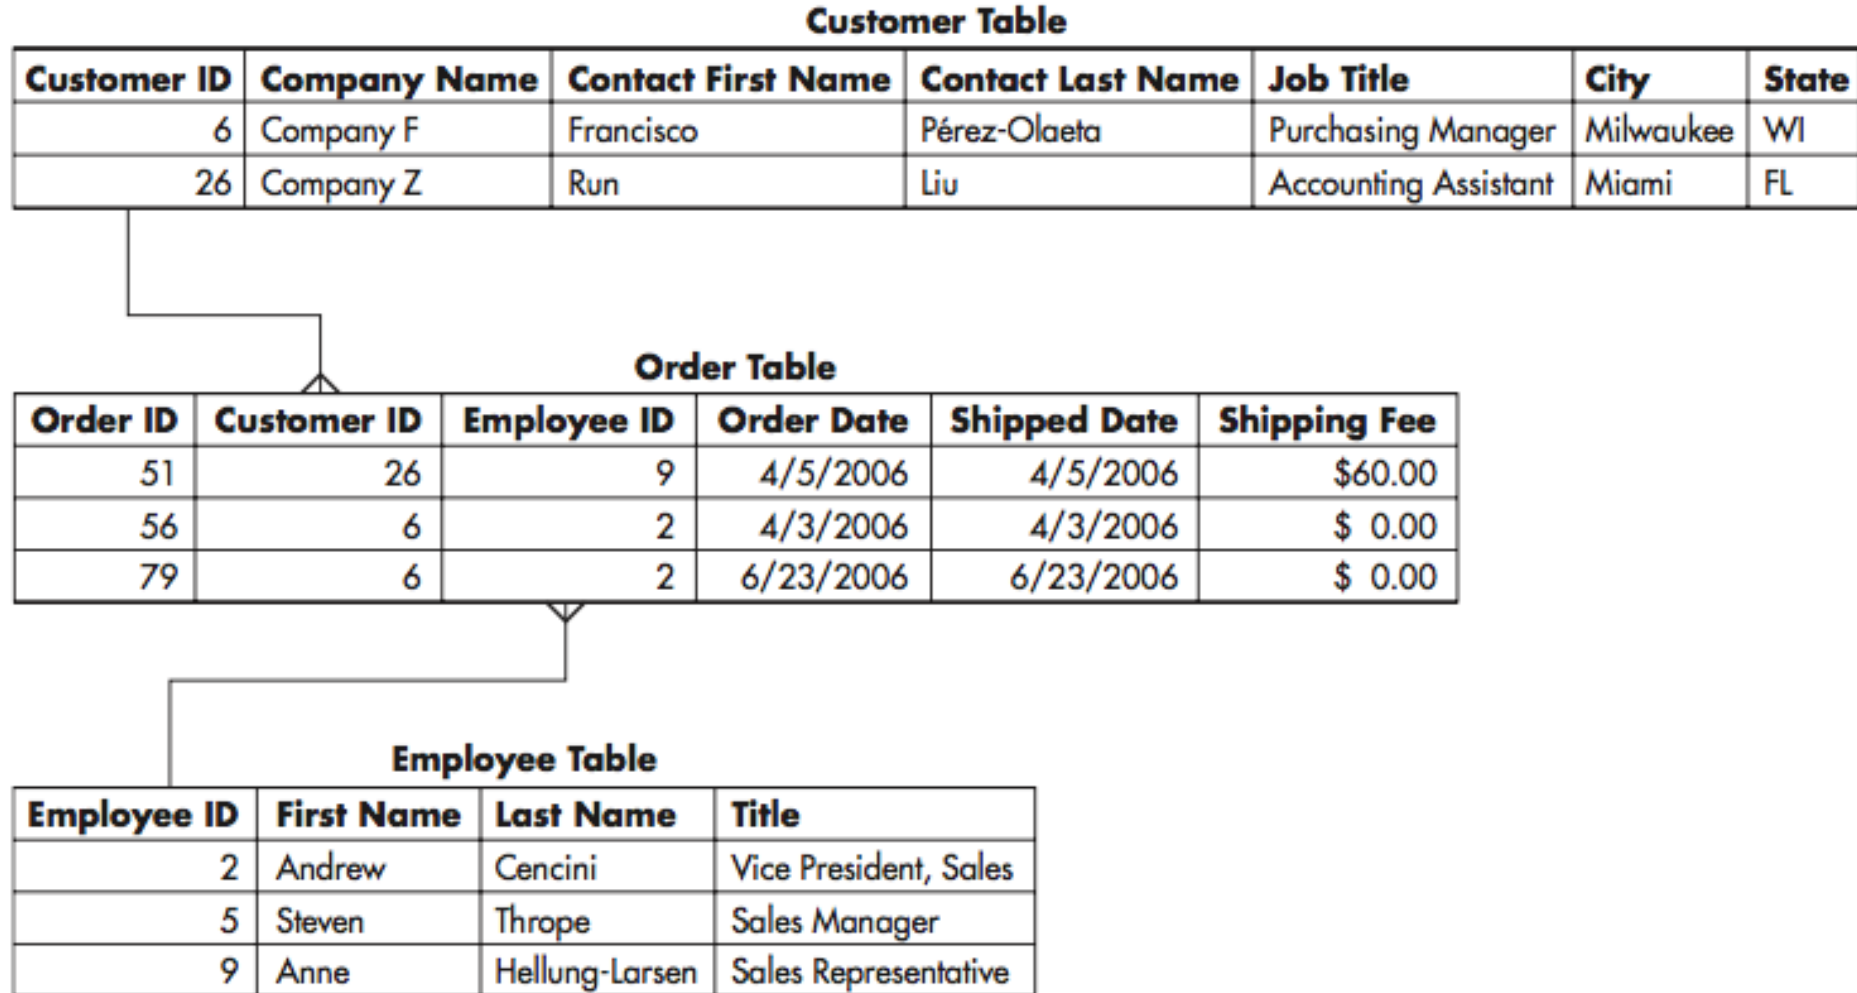 Customer Table
Customer ID Company Name Contact First Name Contact Last Name Job Title City State
6 Company F Francisco Pérez-Olaeta Purchasing Manager Milwaukee WI
26 Company Z Run Liu Accounting Assistant Miami FL
Order Table
Order ID Customer ID Employee ID Order Date Shipped Date Shipping Fee
51 26 9 4/5/2006 4/5/2006 $60.00
56 6 2 4/3/2006 4/3/2006 $ 0.00
79 6 2 6/23/2006 6/23/2006 $ 0.00
Employee Table
Employee ID First Name Last Name Title
2 Andrew Cencini Vice President, Sales
5 Steven Thrope Sales Manager
9 Anne Hellung-Larsen Sales Representative